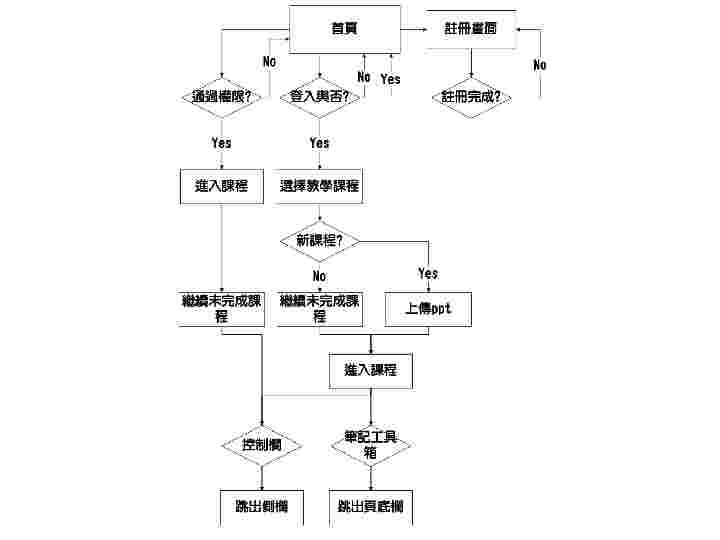 首頁
註冊畫面
No
No
Yes
No
通過權限?
登入與否?
註冊完成?
Yes
Yes
進入課程
選擇教學課程
新課程?
No
Yes
繼續未完成課
程
繼續未完成課
程
上傳ppt
進入課程
控制欄
筆記工具
箱
跳出側欄
跳出頁底欄